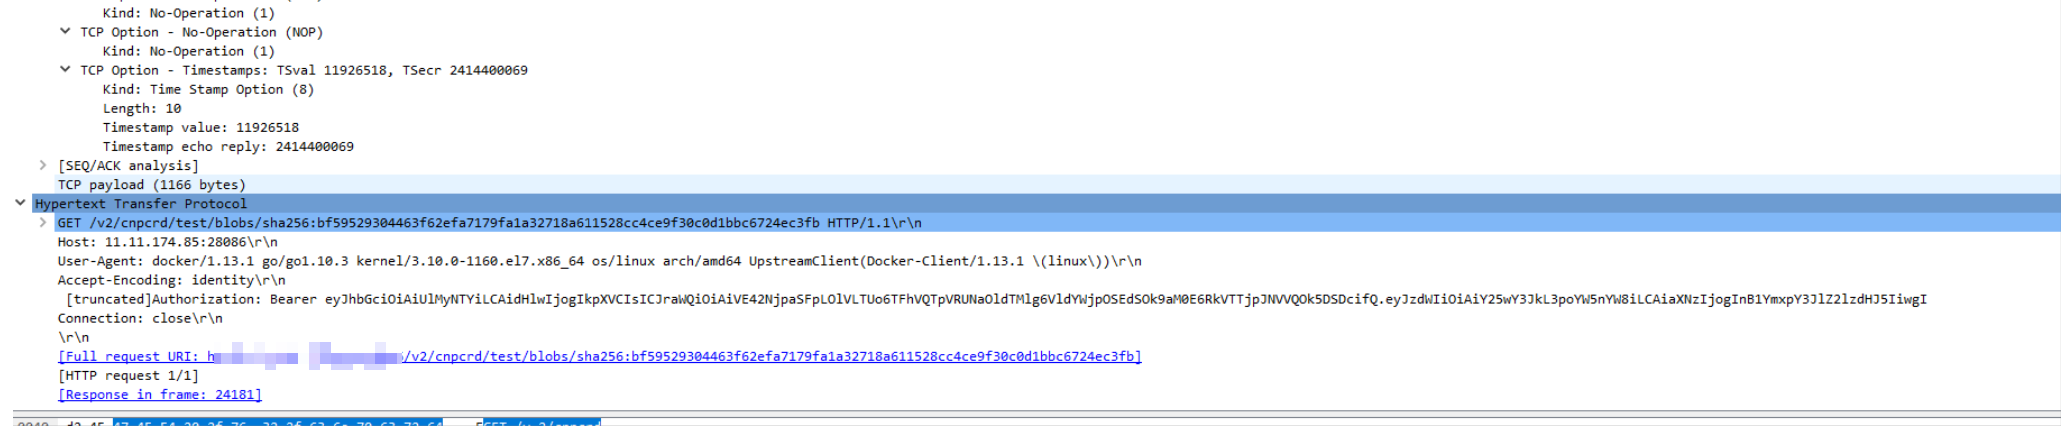 Kind: No-Operation (1)
TCP Option - No-Operation (NOP)
Kind: No-Operation (1)
TCP Option - Timestamps: TSval 11926518, TSecr 2414400069
Kind: Time Stamp Option (8)
Length: 10
Timestamp value: 11926518
Timestamp echo reply: 2414400069
[SEQ/ACK analysis]
TCP payload (1166 bytes)
Hypertext Transfer Protocol
GET /v2/cnpcrd/test/blobs/sha256:bf59529304463f62efa7179fa1a32718a611528cc4ce9f30c0d1bbc6724ec3fb HTTP/1.1\r\n
Host: 11.11.174.85:28086\r\n
User-Agent: docker/1.13.1 go/go1.10.3 kernel/3.10.0-1160.el7.x86_64 os/linux arch/amd64 UpstreamClient(Docker-Client/1.13.1 \(linux\))\r\n
Accept-Encoding: identity\r\n
[truncated]Authorization: Bearer
Connection: close\r\n
\r\n
[Full request URI: h /v2/cnpcrd/test/blobs/sha256:bf59529304463f62efa7179fa1a32718a611528cc4ce9f30c0d1bbc6724ec3fb]
[HTTP request 1/1]
[Response in frame: 24181]